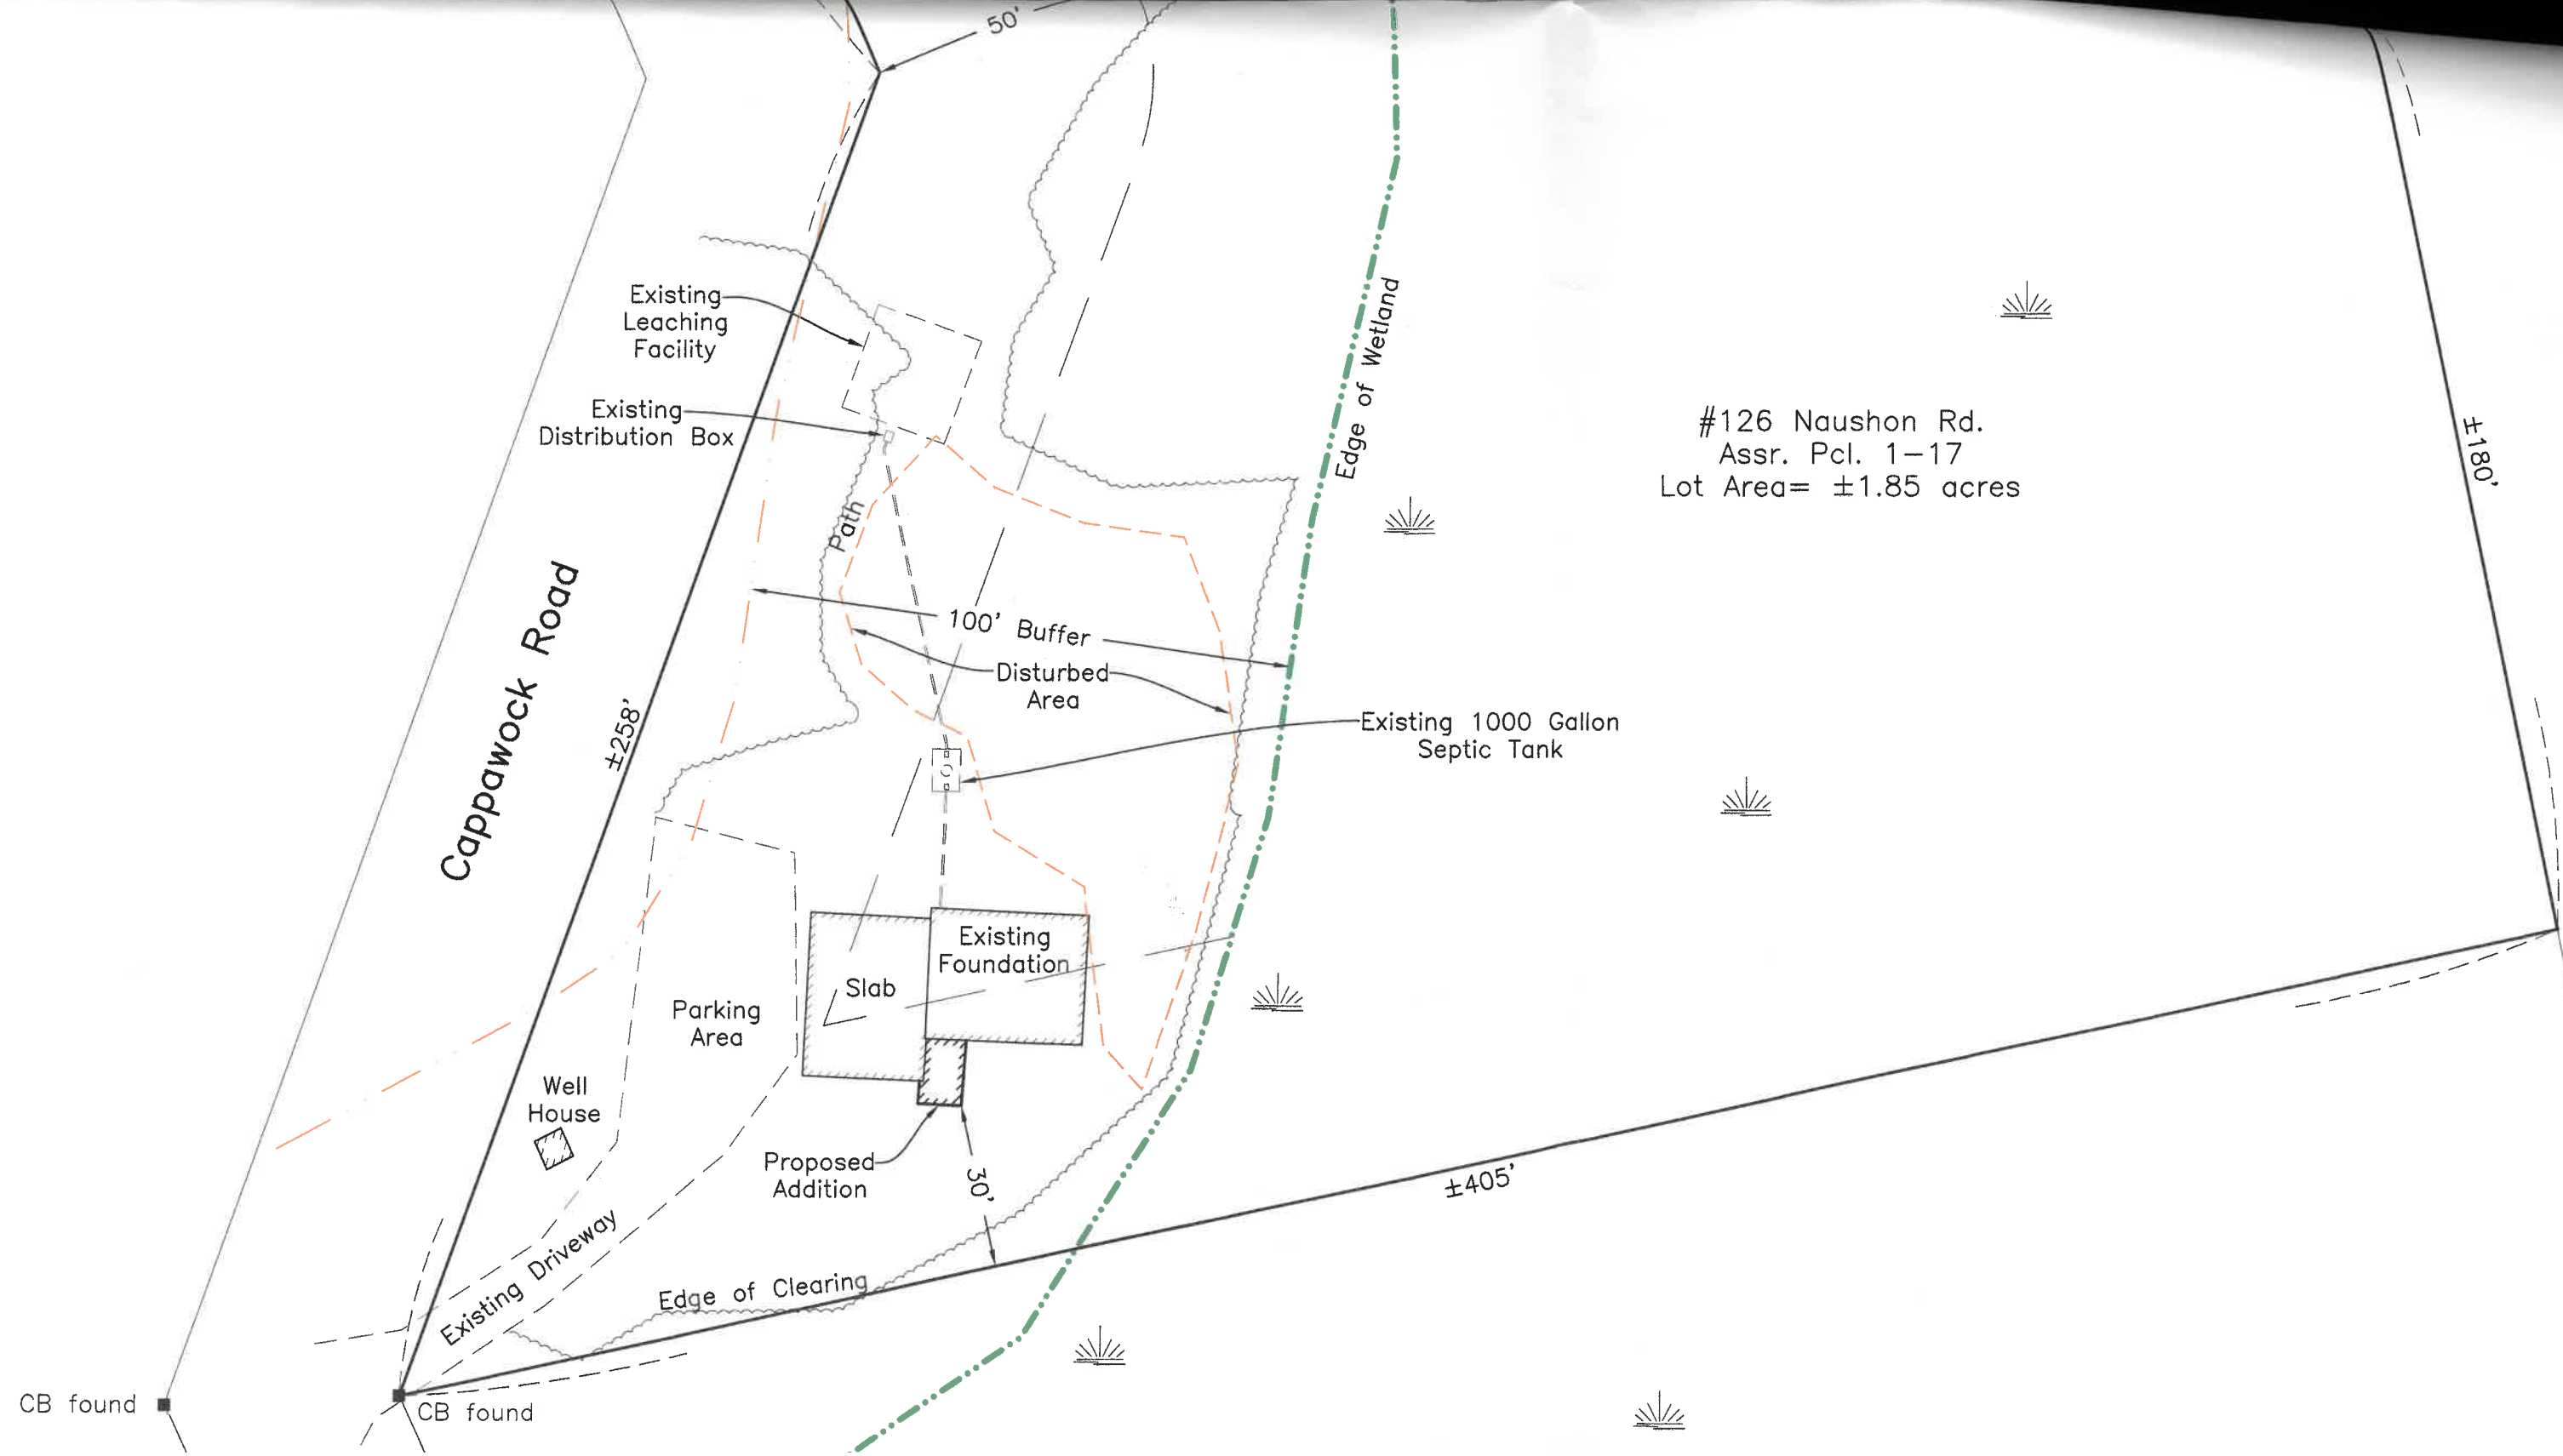 50'
Existing
Leaching
Facility
Existing
Distribution Box
Edge of Wetland
#126 Naushon Rd.
Assr. Pcl. 1-17
Lot Area= ±1.85 acres
±180'
Path
Cappawock Road
100' Buffer
Disturbed
Area
±258'
Existing 1000 Gallon
Septic Tank
Existing
Foundation
Slab
Parking
Area
Well
House
Proposed
Addition
30'
±405'
Existing Driveway
Edge of Clearing
CB found
CB found